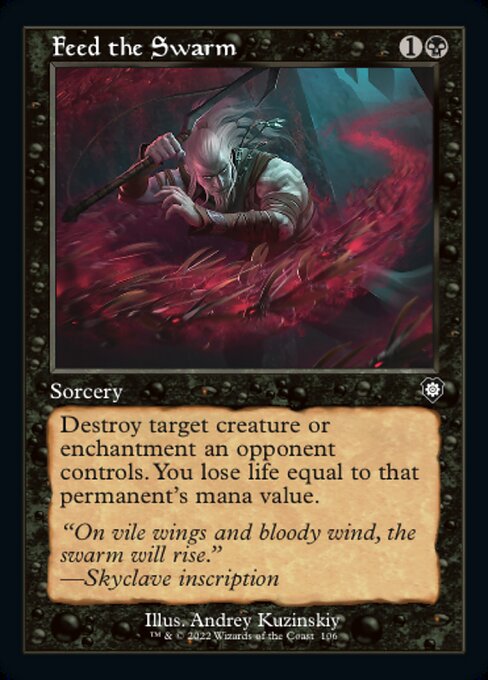 Feed the Swarm 1
Sorcery
Destroy target creature or
enchantment an opponent
controls. You lose life equal to that
permanent's mana value.
“On vile wings and bloody wind, the
swarm will rise.”
—Skyclave inscription
Illus. Andrey Kuzinskiy
™ & © 2022 Wizards of the Coast 106